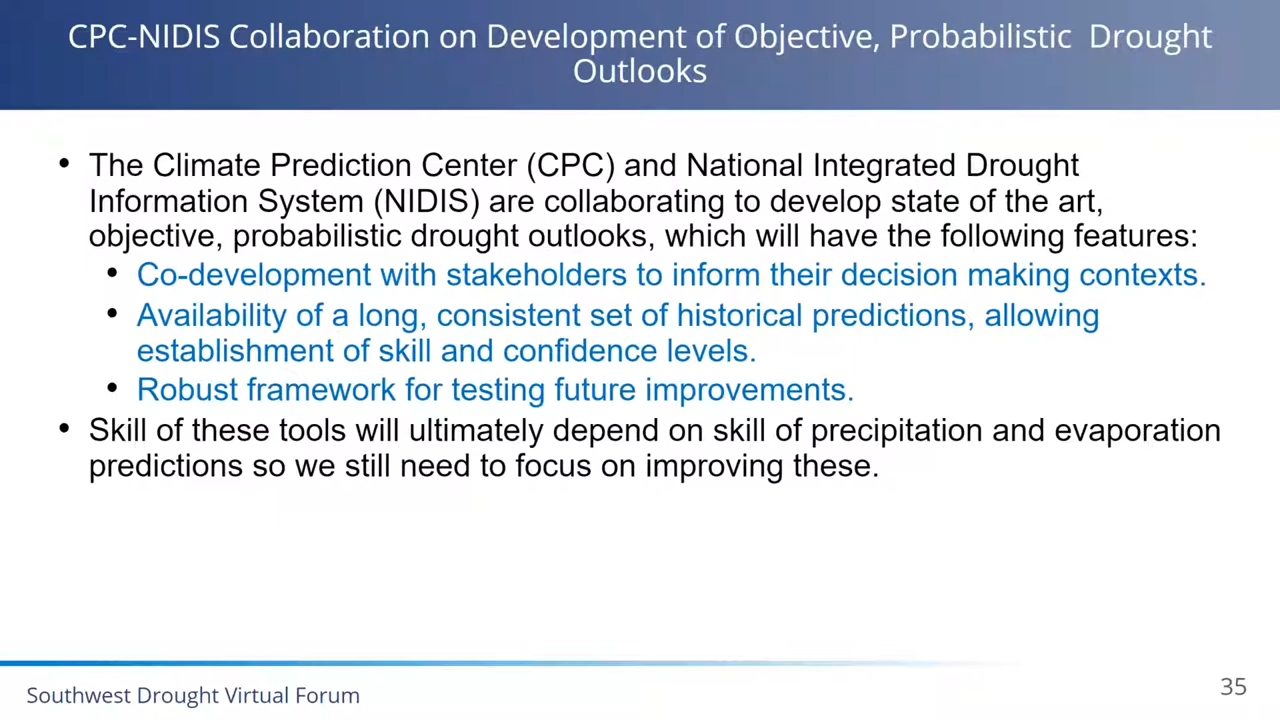 CPC-NIDIS Collaboration on Development of Objective, Probabilistic Drought
Outlooks
• The Climate Prediction Center (CPC) and National Integrated Drought
Information System (NIDIS) are collaborating to develop state of the art,
objective, probabilistic drought outlooks, which will have the following features:
• Co-development with stakeholders to inform their decision making contexts.
• Availability of a long, consistent set of historical predictions, allowing
establishment of skill and confidence levels.
• Robust framework for testing future improvements.
• Skill of these tools will ultimately depend on skill of precipitation and evaporation
predictions so we still need to focus on improving these.
Southwest Drought Virtual Forum
35